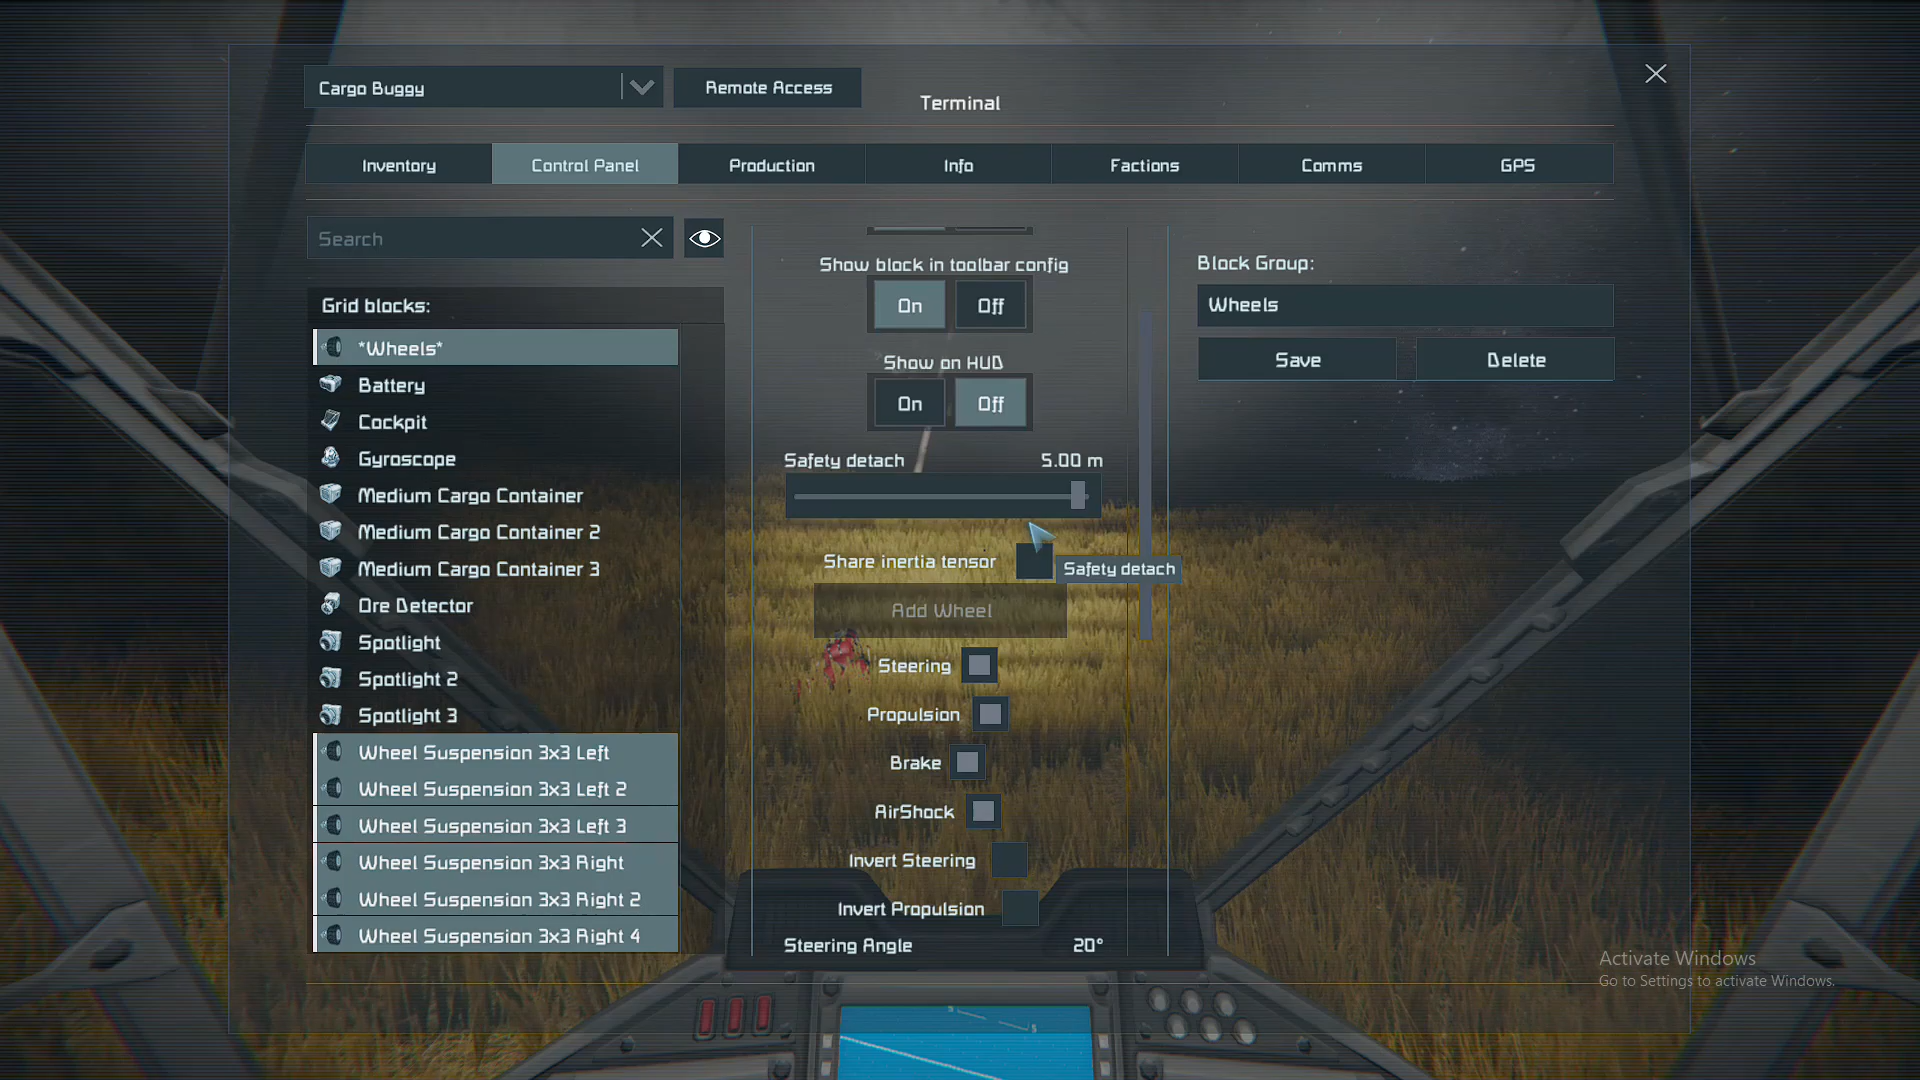 Cargo Buggy
Remote Access
Terminal
Inventory
Control Panel
Production
Info
Factions
Comms
GPS
Search
Grid blocks:
*Wheels*
Battery
Cockpit
Gyroscope
Medium Cargo Container
Medium Cargo Container 2
Medium Cargo Container 3
Ore Detector
Spotlight
Spotlight 2
Spotlight 3
Wheel Suspension 3x3 Left
Wheel Suspension 3x3 Left 2
Wheel Suspension 3x3 Left 3
Wheel Suspension 3x3 Right
Wheel Suspension 3x3 Right 2
Wheel Suspension 3x3 Right 4
Show block in toolbar config
On Off
Show on HUD
On Off
Safety detach 5.00 m
Share inertia tensor
Safety detach
Add Wheel
Steering
Propulsion
Brake
AirShock
Invert Steering
Invert Propulsion
Steering Angle 20°
Block Group:
Wheels
Save Delete
Activate Windows
Go to Settings to activate Windows.